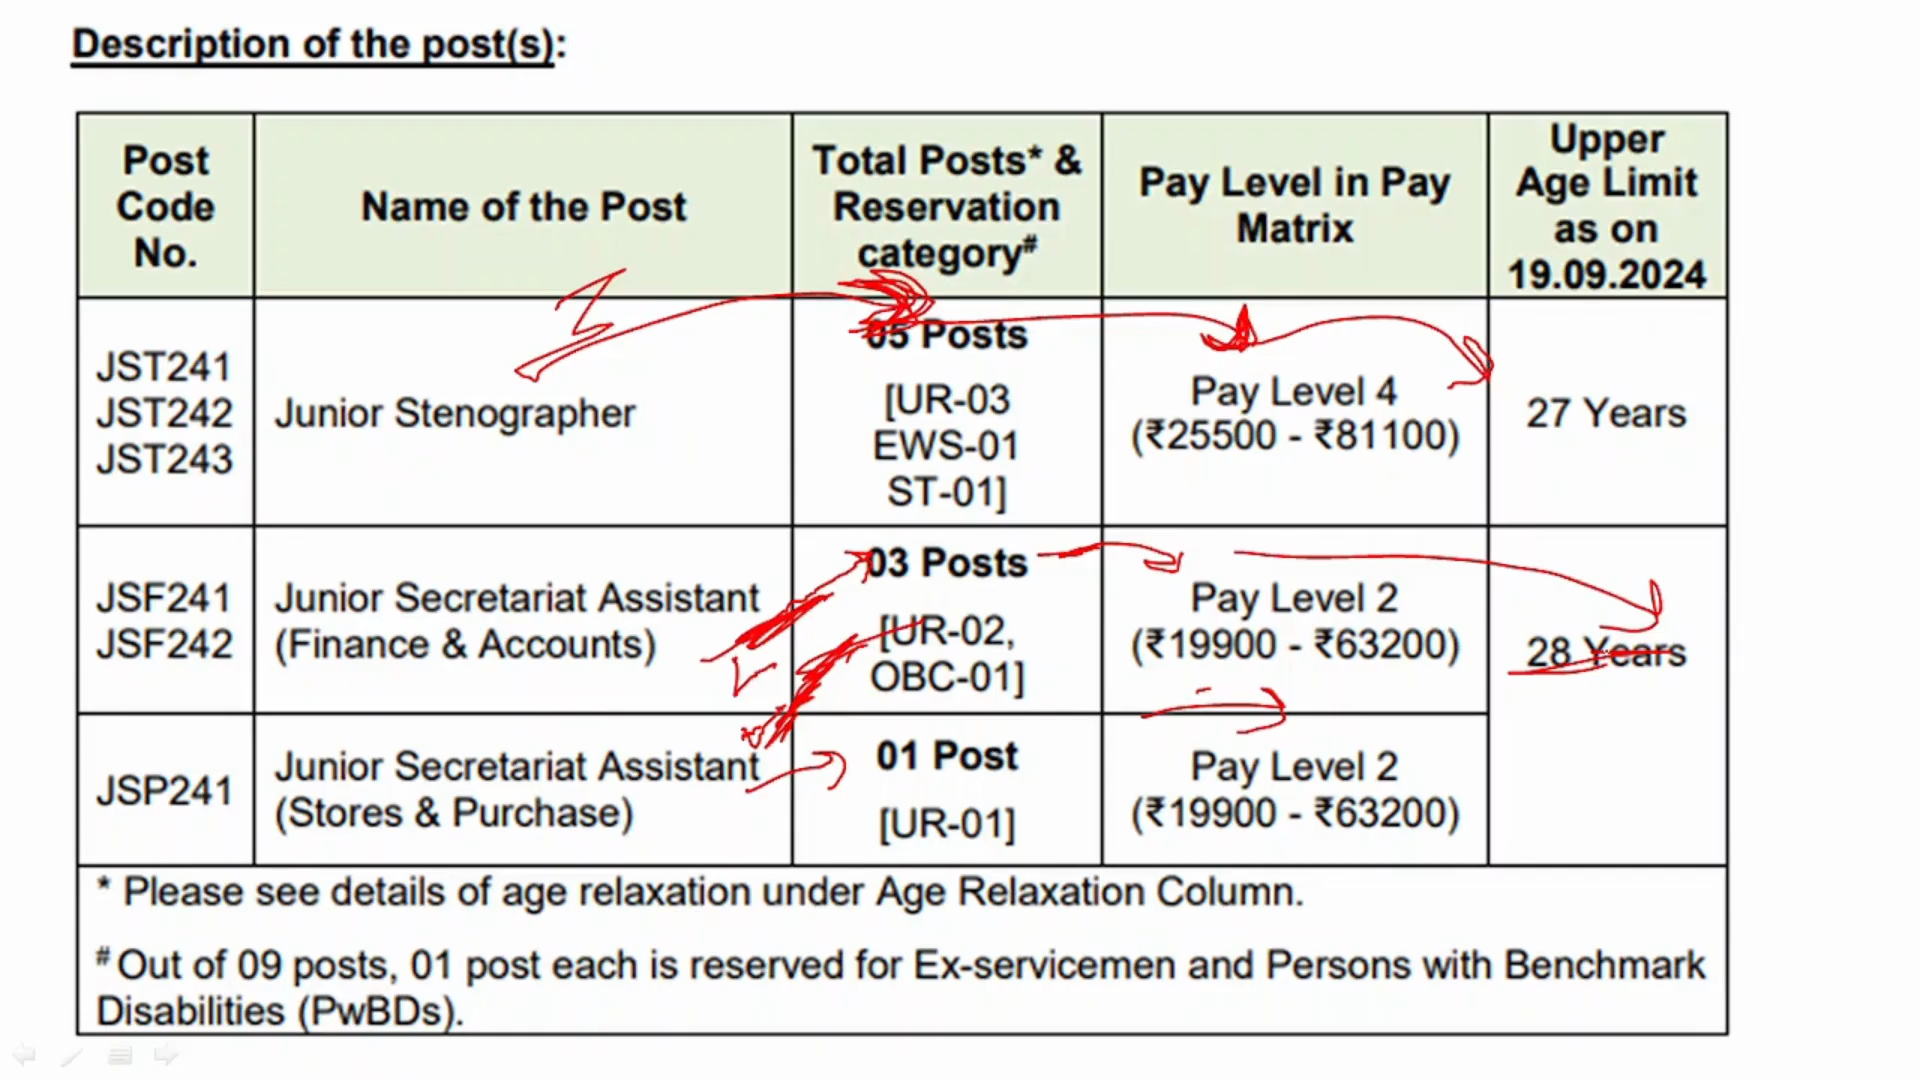 Description of the post(s):
Post
Code
No.
Name of the Post
Total Posts* &
Reservation
category#
Pay Level in Pay
Matrix
Upper
Age Limit
as on
19.09.2024
JST241
JST242
JST243
Junior Stenographer
05 Posts
[UR-03
EWS-01
ST-01]
Pay Level 4
(₹25500 - ₹81100)
27 Years
JSF241
JSF242
Junior Secretariat Assistant
(Finance & Accounts)
03 Posts
[UR-02,
OBC-01]
Pay Level 2
(₹19900 - ₹63200)
28 Years
JSP241
Junior Secretariat Assistant
(Stores & Purchase)
01 Post
[UR-01]
Pay Level 2
(₹19900 - ₹63200)
* Please see details of age relaxation under Age Relaxation Column.
# Out of 09 posts, 01 post each is reserved for Ex-servicemen and Persons with Benchmark
Disabilities (PwBDs).